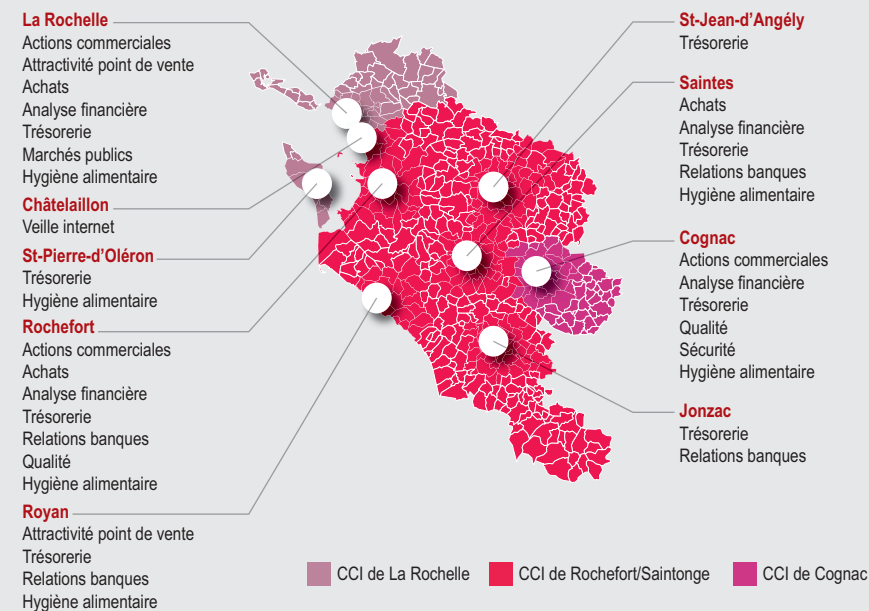 La Rochelle
Actions commerciales
Attractivité point de vente
Achats
Analyse financière
Trésorerie
Marchés publics
Hygiène alimentaire
Châtelaillon
Veille internet
St-Pierre-d'Oléron
Trésorerie
Hygiène alimentaire
Rochefort
Actions commerciales
Achats
Analyse financière
Trésorerie
Relations banques
Qualité
Hygiène alimentaire
Royan
Attractivité point de vente
Trésorerie
Relations banques
Hygiène alimentaire
St-Jean-d'Angély
Trésorerie
Saintes
Achats
Analyse financière
Trésorerie
Relations banques
Hygiène alimentaire
Cognac
Actions commerciales
Analyse financière
Trésorerie
Qualité
Sécurité
Hygiène alimentaire
Jonzac
Trésorerie
Relations banques
CCI de La Rochelle
CCI de Rochefort/Saintonge
CCI de Cognac